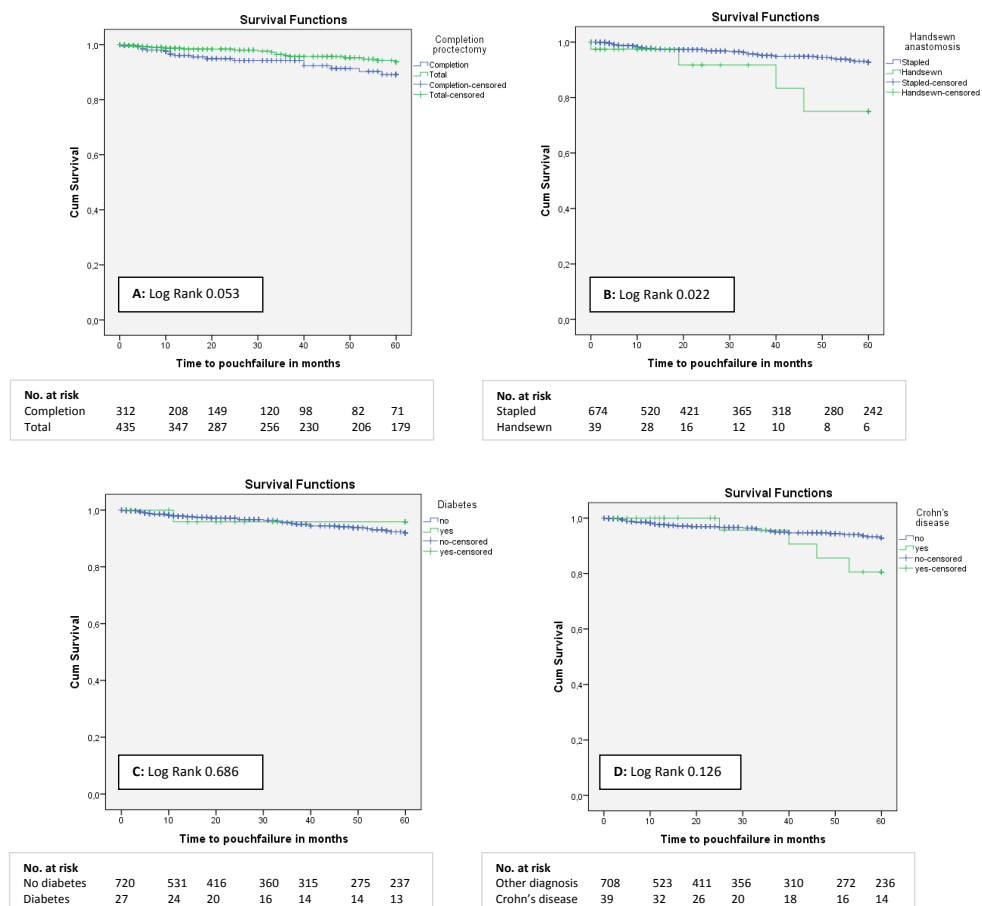 Survival Functions
Completion
proctectomy
Completion
Total
Completion-censored
Total-censored
Cum Survival
1,0
0,8
0,6
0,4
0,2
0,0
A: Log Rank 0.053
0 10 20 30 40 50 60
Time to pouchfailure in months
No. at risk
Completion 312 208 149 120 98 82 71
Total 435 347 287 256 230 206 179
Survival Functions
Handsewn
anastomosis
Stapled
Handsewn
Stapled-censored
Handsewn-censored
Cum Survival
1,0
0,8
0,6
0,4
0,2
0,0
B: Log Rank 0.022
0 10 20 30 40 50 60
Time to pouchfailure in months
No. at risk
Stapled 674 520 421 365 318 280 242
Handsewn 39 28 16 12 10 8 6
Survival Functions
Diabetes
no
yes
no-censored
yes-censored
Cum Survival
1,0
0,8
0,6
0,4
0,2
0,0
C: Log Rank 0.686
0 10 20 30 40 50 60
Time to pouchfailure in months
No. at risk
No diabetes 720 531 416 360 315 275 237
Diabetes 27 24 20 16 14 14 13
Survival Functions
Crohn's
disease
no
yes
no-censored
yes-censored
Cum Survival
1,0
0,8
0,6
0,4
0,2
0,0
D: Log Rank 0.126
0 10 20 30 40 50 60
Time to pouchfailure in months
No. at risk
Other diagnosis 708 523 411 356 310 272 236
Crohn's disease 39 32 26 20 18 16 14